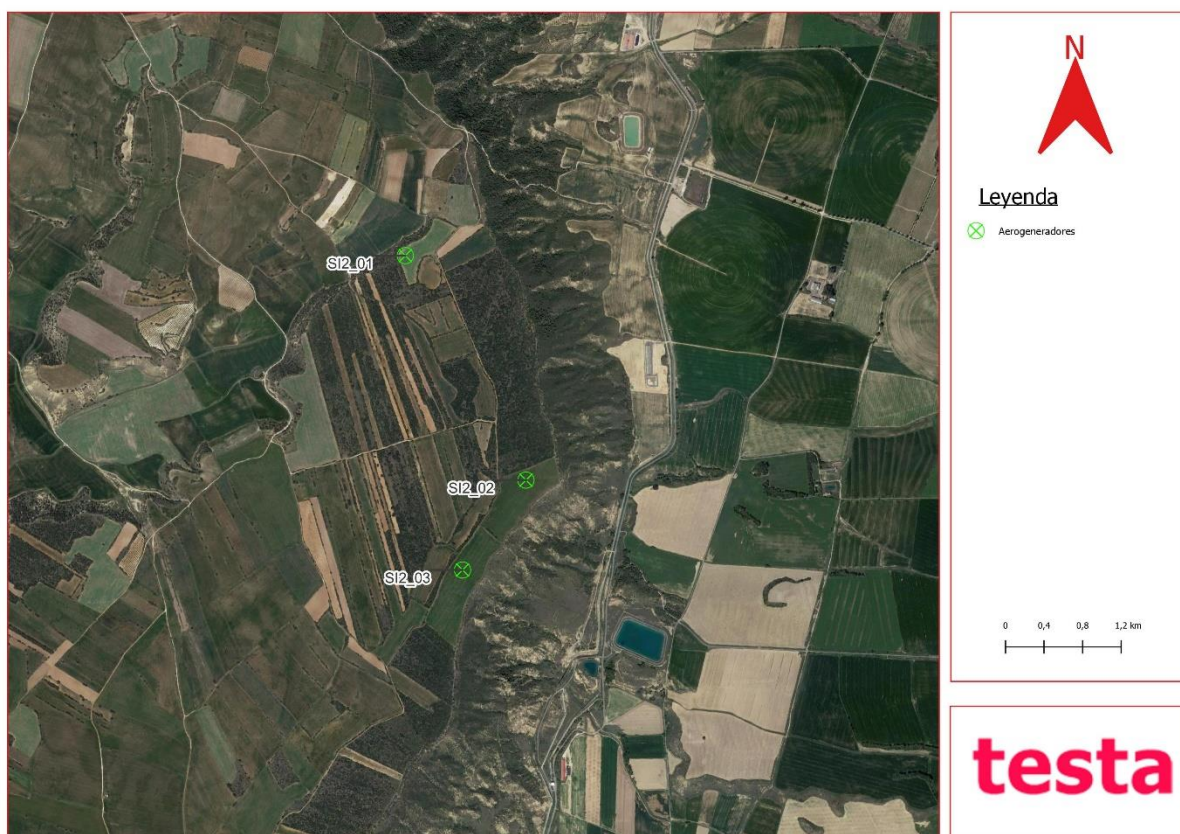 SI2_01
SI2_02
SI2_03
N
Leyenda
Aerogeneradores
0 0,4 0,8 1,2 km
testa